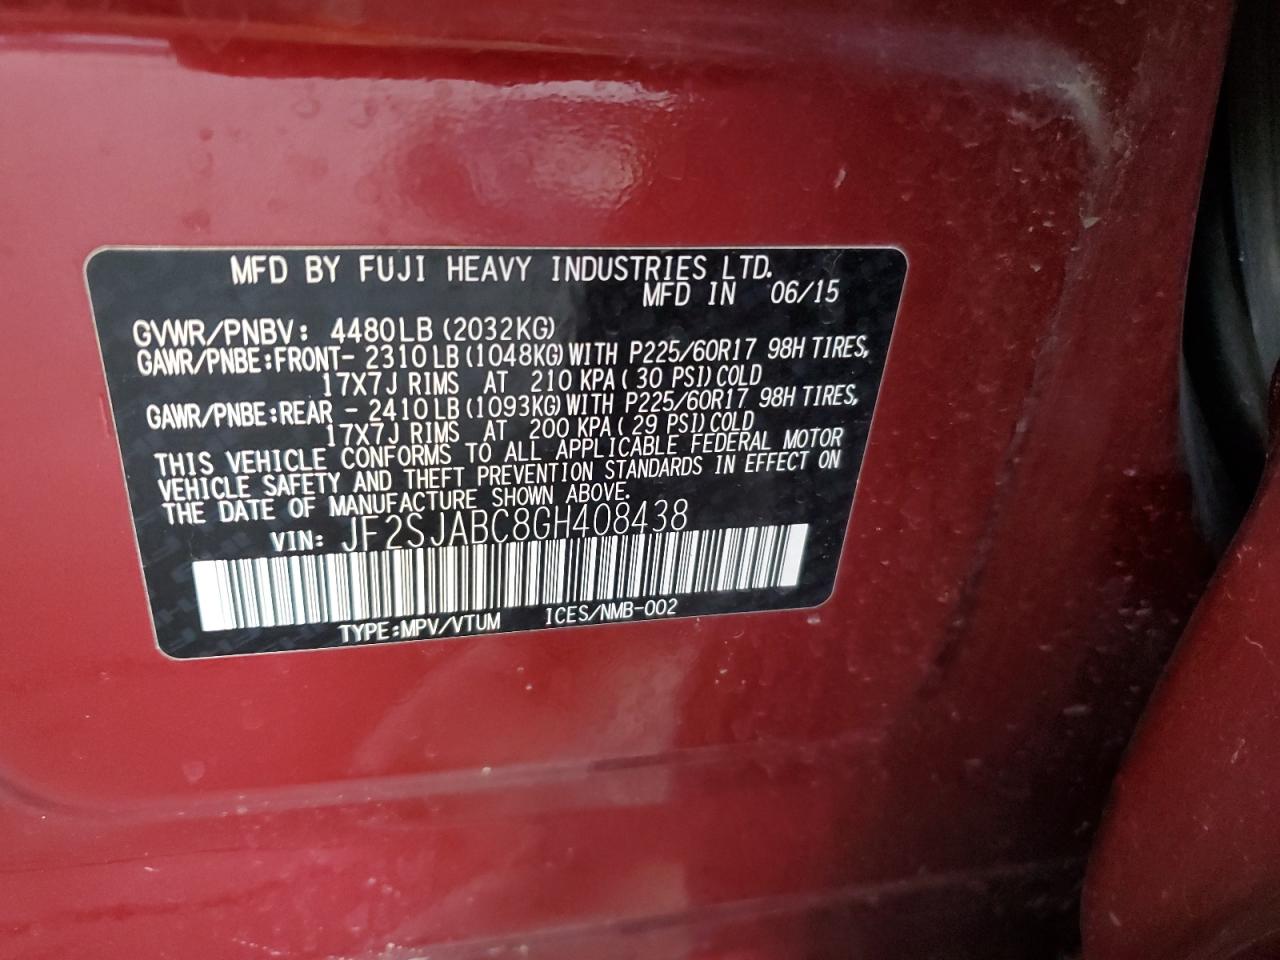 MFD BY FUJI HEAVY INDUSTRIES LTD.
MFD IN 06/15
GVWR/PNBV: 4480LB (2032KG)
GAWR/PNBE:FRONT- 2310LB (1048KG) WITH P225/60R17 98H TIRES,
17X7J RIMS AT 210 KPA ( 30 PSI) COLD
GAWR/PNBE:REAR - 2410LB (1093KG) WITH P225/60R17 98H TIRES,
17X7J RIMS AT 200 KPA ( 29 PSI) COLD
THIS VEHICLE CONFORMS TO ALL APPLICABLE FEDERAL MOTOR
VEHICLE SAFETY AND THEFT PREVENTION STANDARDS IN EFFECT ON
THE DATE OF MANUFACTURE SHOWN ABOVE.
VIN: JF2SJABC8GH408438
TYPE:MPV/VTUM ICES/NMB-002